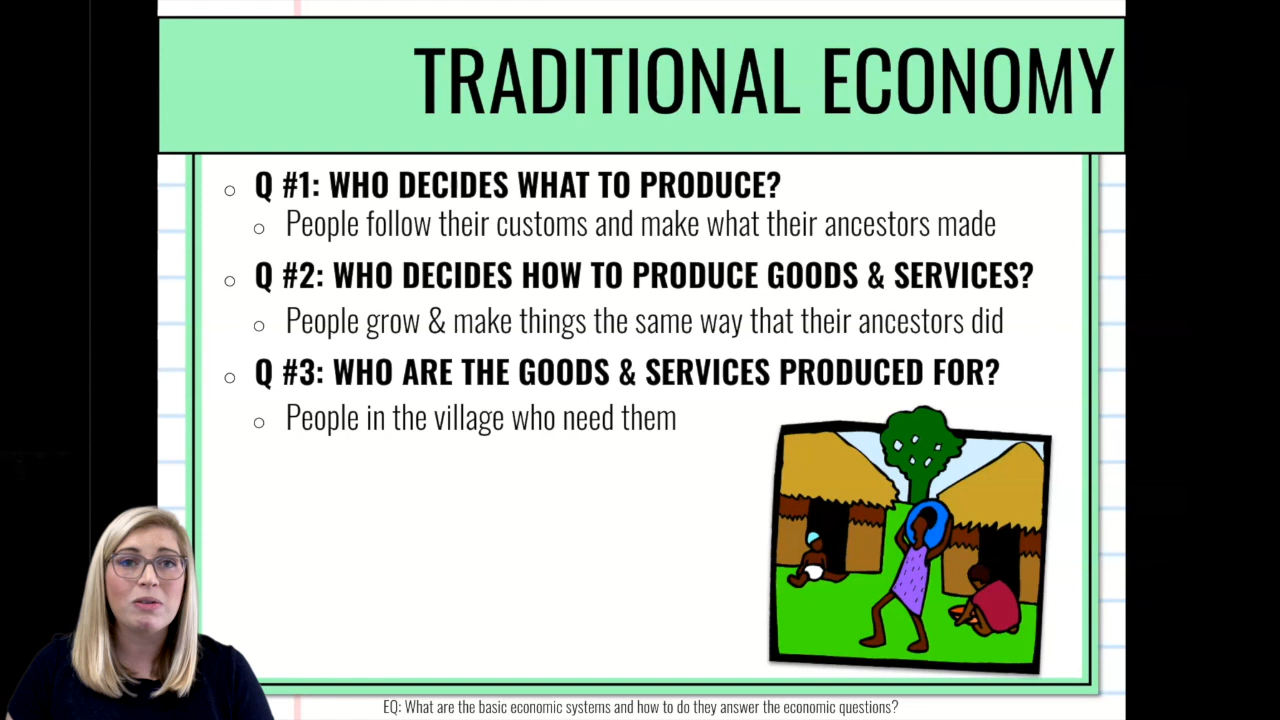 TRADITIONAL ECONOMY
Q #1: WHO DECIDES WHAT TO PRODUCE?
People follow their customs and make what their ancestors made
Q #2: WHO DECIDES HOW TO PRODUCE GOODS & SERVICES?
People grow & make things the same way that their ancestors did
Q #3: WHO ARE THE GOODS & SERVICES PRODUCED FOR?
People in the village who need them
EQ: What are the basic economic systems and how to do they answer the economic questions?